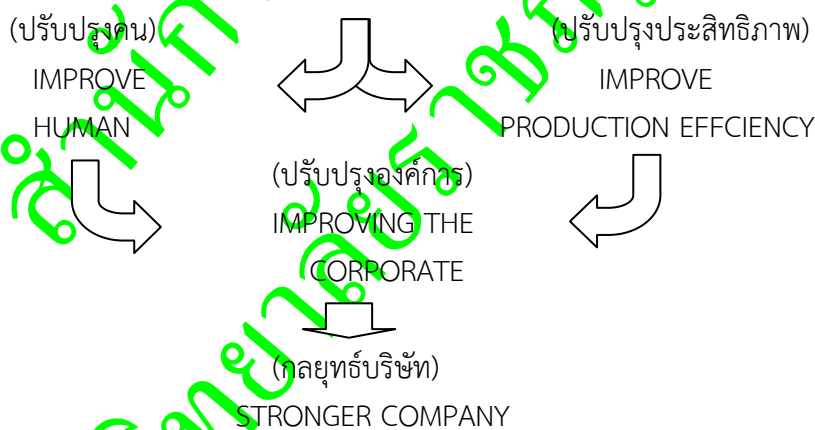 (ปรับปรุงคน) (ปรับปรุงประสิทธิภาพ)
IMPROVE IMPROVE
HUMAN PRODUCTION EFFCIENCY
(ปรับปรุงองค์การ)
IMPROVING THE
CORPORATE
(กลยุทธ์บริษัท)
STRONGER COMPANY